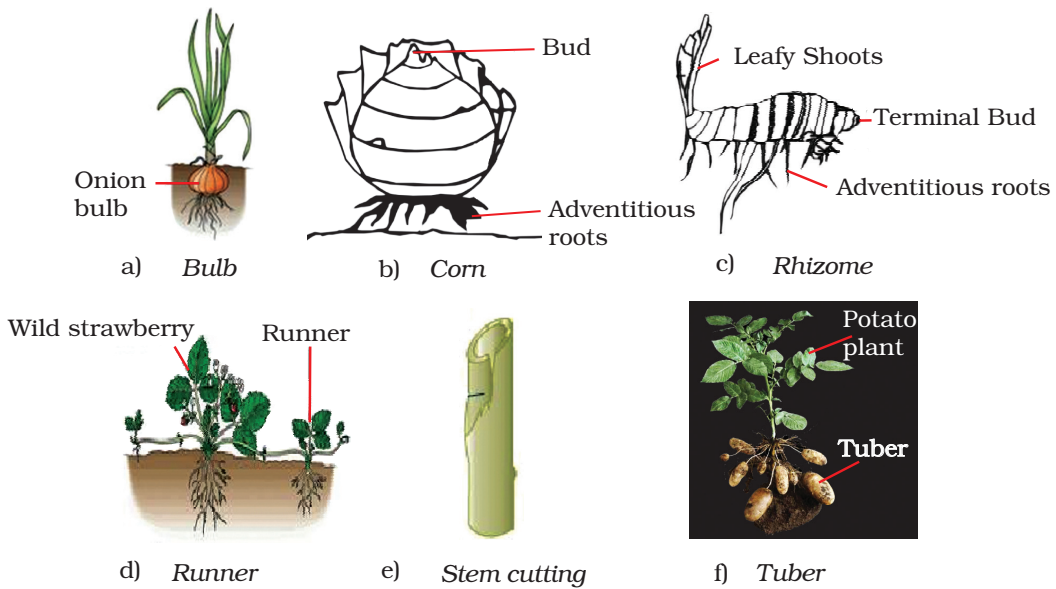 Bud
Leafy Shoots
Terminal Bud
Onion
bulb
Adventitious roots
Adventitious
roots
a) Bulb
b) Corn
c) Rhizome
Wild strawberry
Runner
Potato
plant
Tuber
d) Runner
e) Stem cutting
f) Tuber